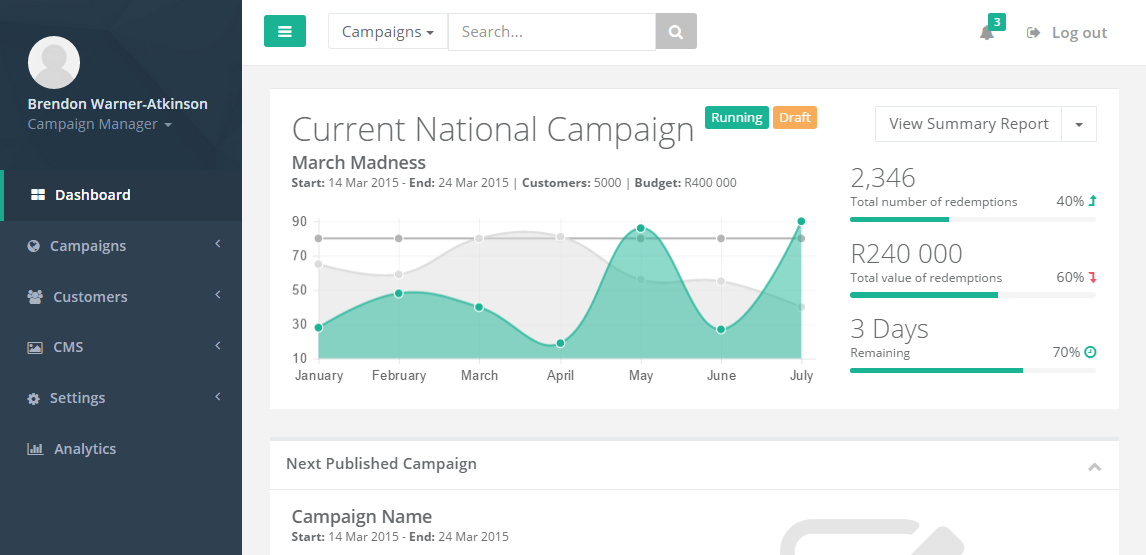 Brendon Warner-Atkinson
Campaign Manager
Dashboard
Campaigns
Customers
CMS
Settings
Analytics
Campaigns
Search...
3
Log out
Current National Campaign
Running
Draft
March Madness
Start: 14 Mar 2015 - End: 24 Mar 2015 | Customers: 5000 | Budget: R400 000
90
70
50
30
10
January February March April May June July
View Summary Report
2,346
Total number of redemptions 40%
R240 000
Total value of redemptions 60%
3 Days
Remaining 70%
Next Published Campaign
Campaign Name
Start: 14 Mar 2015 - End: 24 Mar 2015